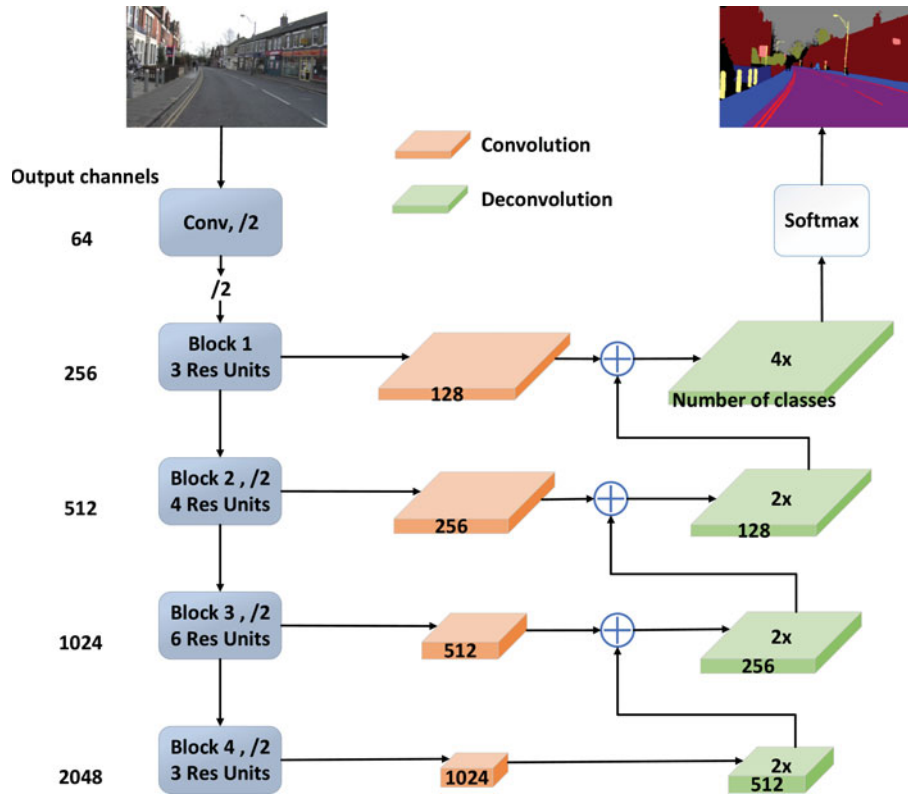 Output channels
Convolution
Deconvolution
64
Conv, /2
Softmax
/2
256
Block 1
3 Res Units
128
4x
Number of classes
512
Block 2 , /2
4 Res Units
256
2x
128
1024
Block 3 , /2
6 Res Units
512
2x
256
2048
Block 4 , /2
3 Res Units
1024
2x
512